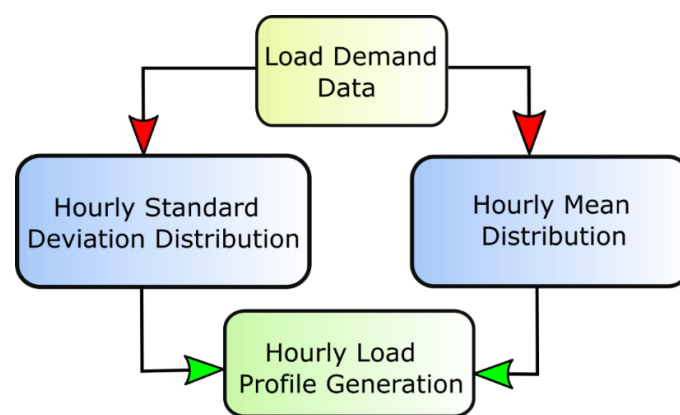 Load Demand
Data
Hourly Standard
Deviation Distribution
Hourly Mean
Distribution
Hourly Load
Profile Generation